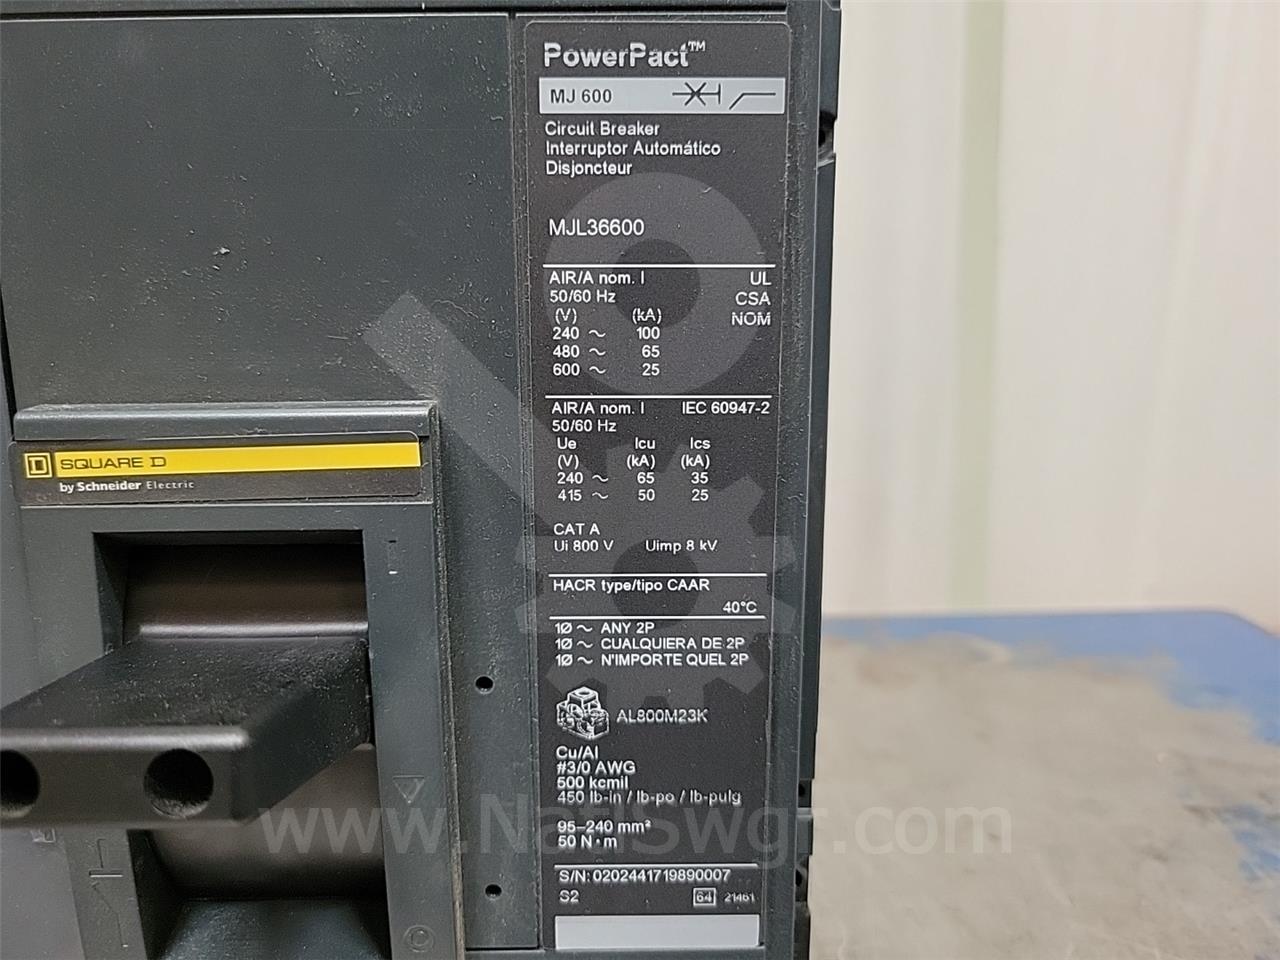 PowerPact™
MJ 600
Circuit Breaker
Interruptor Automático
Disjoncteur
MJL36600
AIR/A nom. I UL
50/60 Hz CSA
(V) (kA) NOM
240 ~ 100
480 ~ 65
600 ~ 25
AIR/A nom. I IEC 60947-2
50/60 Hz
Ue Icu Ics
(V) (kA) (kA)
240 ~ 65 35
415 ~ 50 25
CAT A
Ui 800 V Uimp 8 kV
HACR type/tipo CAAR
40°C
1Ø ~ ANY 2P
1Ø ~ CUALQUIERA DE 2P
1Ø ~ N'IMPORTE QUEL 2P
AL800M23K
Cu/Al
#3/0 AWG
500 kcmil
450 lb-in / lb-po / lb-pulg
95–240 mm²
50 N·m
S/N: 0202441719890007
S2 64 21461
D SQUARE D
by Schneider Electric
www.NatlSwgr.com